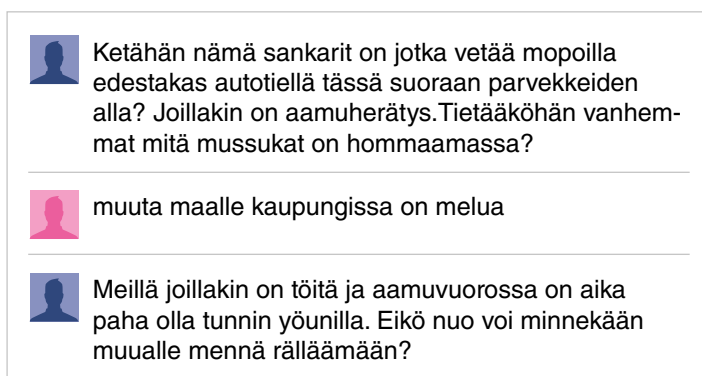 Ketähän nämä sankarit on jotka vetää mopoilla
edestakas autotiellä tässä suoraan parvekkeiden
alla? Joillakin on aamuherätys.Tietääköhän vanhem-
mat mitä mussukat on hommaamassa?
muuta maalle kaupungissa on melua
Meillä joillakin on töitä ja aamuvuorossa on aika
paha olla tunnin yöunilla. Eikö nuo voi minnekään
muualle mennä rälläämään?